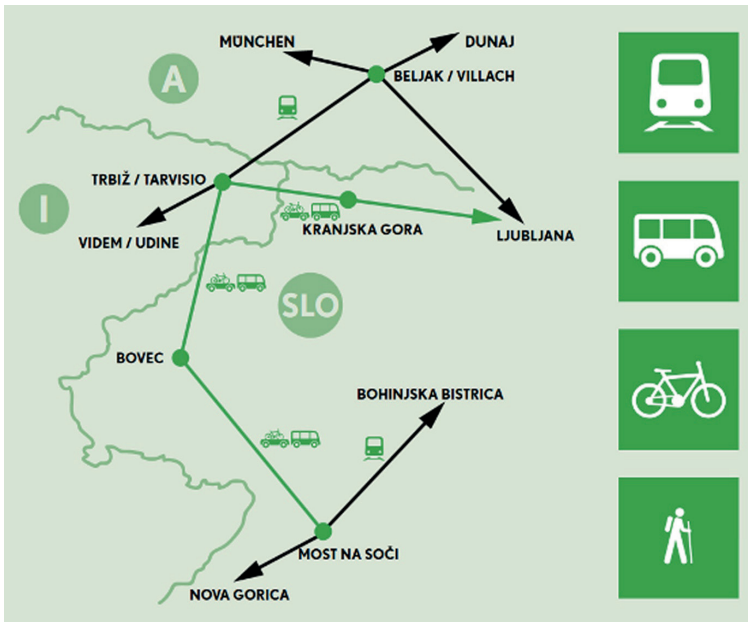 MÜNCHEN
DUNAJ
A
BELJAK / VILLACH
TRBIŽ / TARVISIO
I
KRANJSKA GORA
VIDEM / UDINE
LJUBLJANA
SLO
BOVEC
BOHINJSKA BISTRICA
MOST NA SOČI
NOVA GORICA